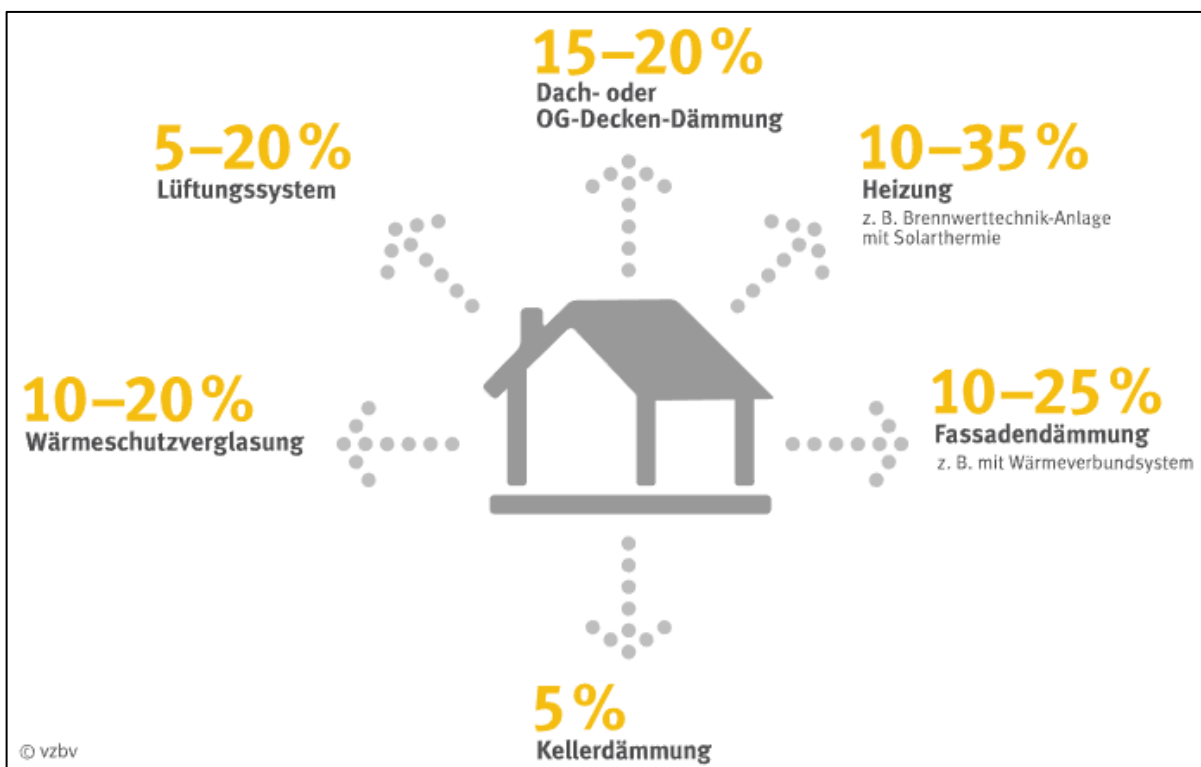 15–20 %
Dach- oder
OG-Decken-Dämmung
5–20 %
Lüftungssystem
10–35 %
Heizung
z. B. Brennwerttechnik-Anlage
mit Solarthermie
10–20 %
Wärmeschutzverglasung
10–25 %
Fassadendämmung
z. B. mit Wärmeverbundsystem
5 %
Kellerdämmung
© vzbv